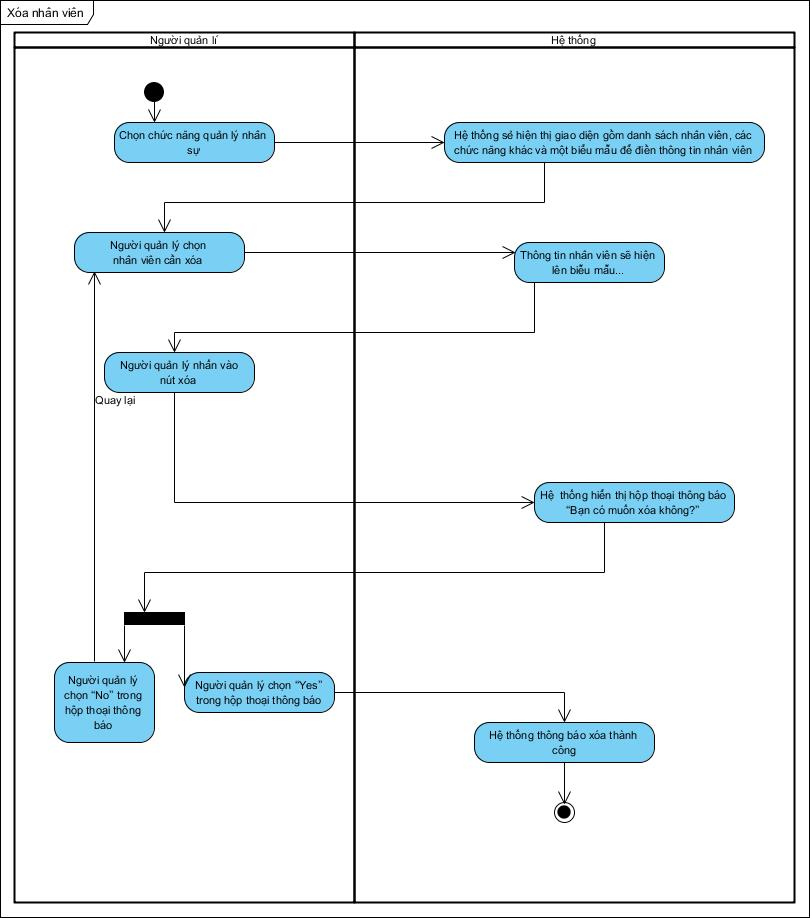 Xóa nhân viên
Người quản lí
Hệ thống
Chọn chức năng quản lý nhân
sự
Hệ thống sẽ hiện thị giao diện gồm danh sách nhân viên, các
chức năng khác và một biểu mẫu để điền thông tin nhân viên
Người quản lý chọn
nhân viên cần xóa
Thông tin nhân viên sẽ hiện
lên biễu mẫu...
Người quản lý nhấn vào
nút xóa
Quay lại
Hệ thống hiển thị hộp thoại thông báo
“Bạn có muốn xóa không?”
Người quản lý
chọn “No” trong
hộp thoại thông
báo
Người quản lý chọn “Yes”
trong hộp thoại thông báo
Hệ thống thông báo xóa thành
công